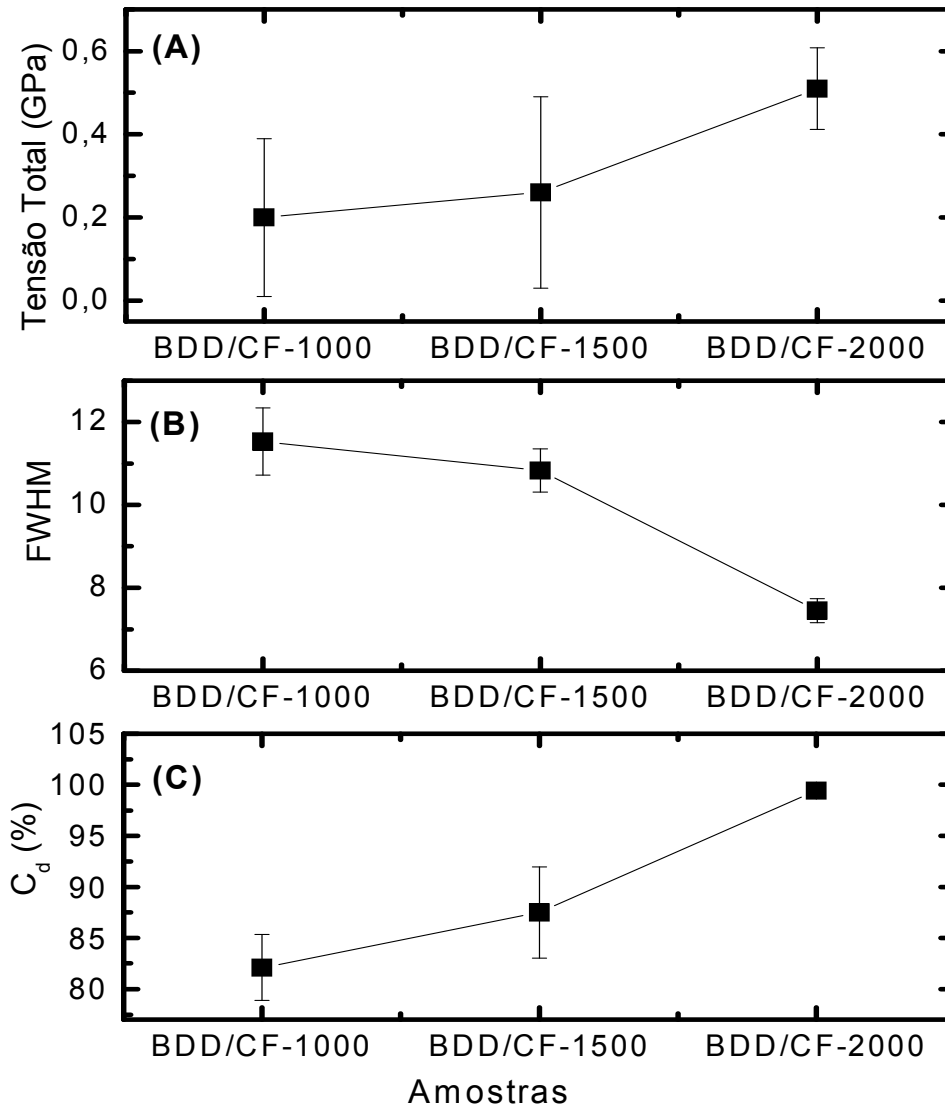 (A)
Tensão Total (GPa)
0,6
0,4
0,2
0,0
BDD/CF-1000 BDD/CF-1500 BDD/CF-2000
(B)
FWHM
12
10
8
6
BDD/CF-1000 BDD/CF-1500 BDD/CF-2000
(C)
C_d (%)
105
100
95
90
85
80
BDD/CF-1000 BDD/CF-1500 BDD/CF-2000
Amostras